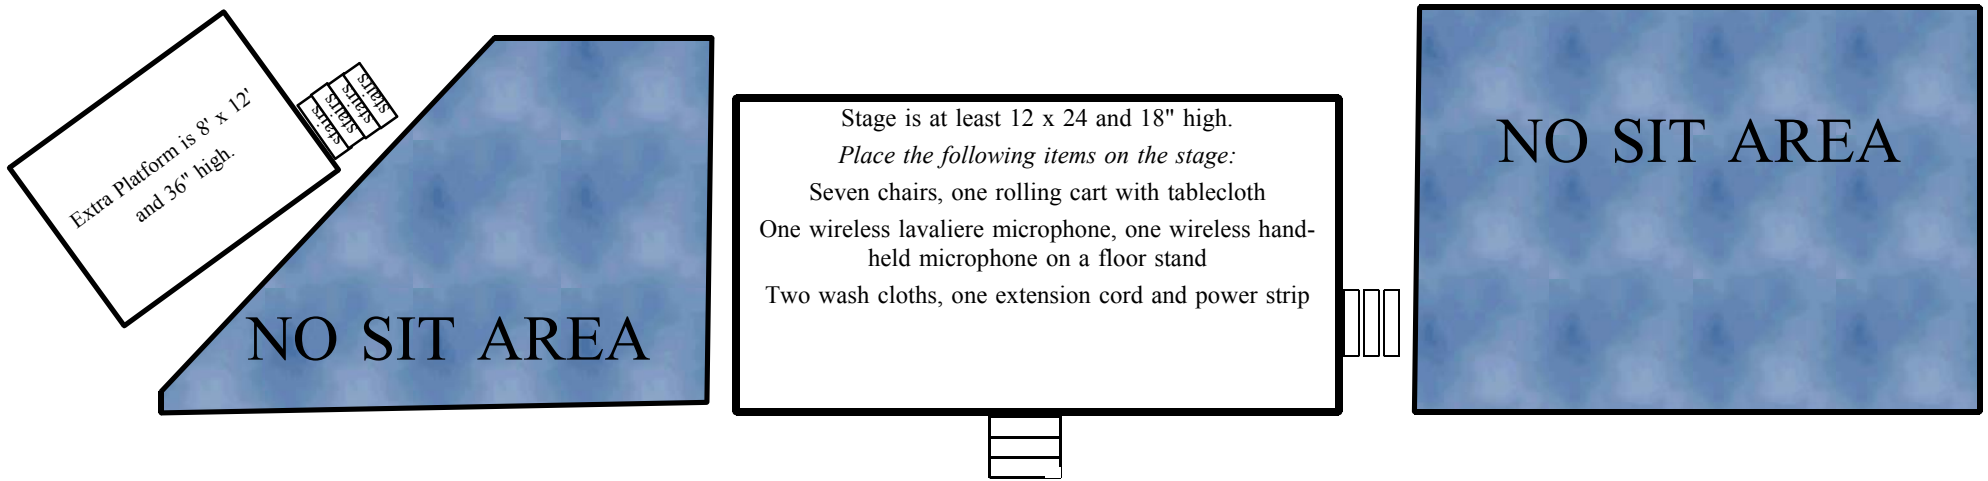 Extra Platform is 8' x 12'
and 36" high.
stairs
stairs
stairs
stairs
NO SIT AREA
Stage is at least 12 x 24 and 18" high.
Place the following items on the stage:
Seven chairs, one rolling cart with tablecloth
One wireless lavaliere microphone, one wireless hand-
held microphone on a floor stand
Two wash cloths, one extension cord and power strip
NO SIT AREA